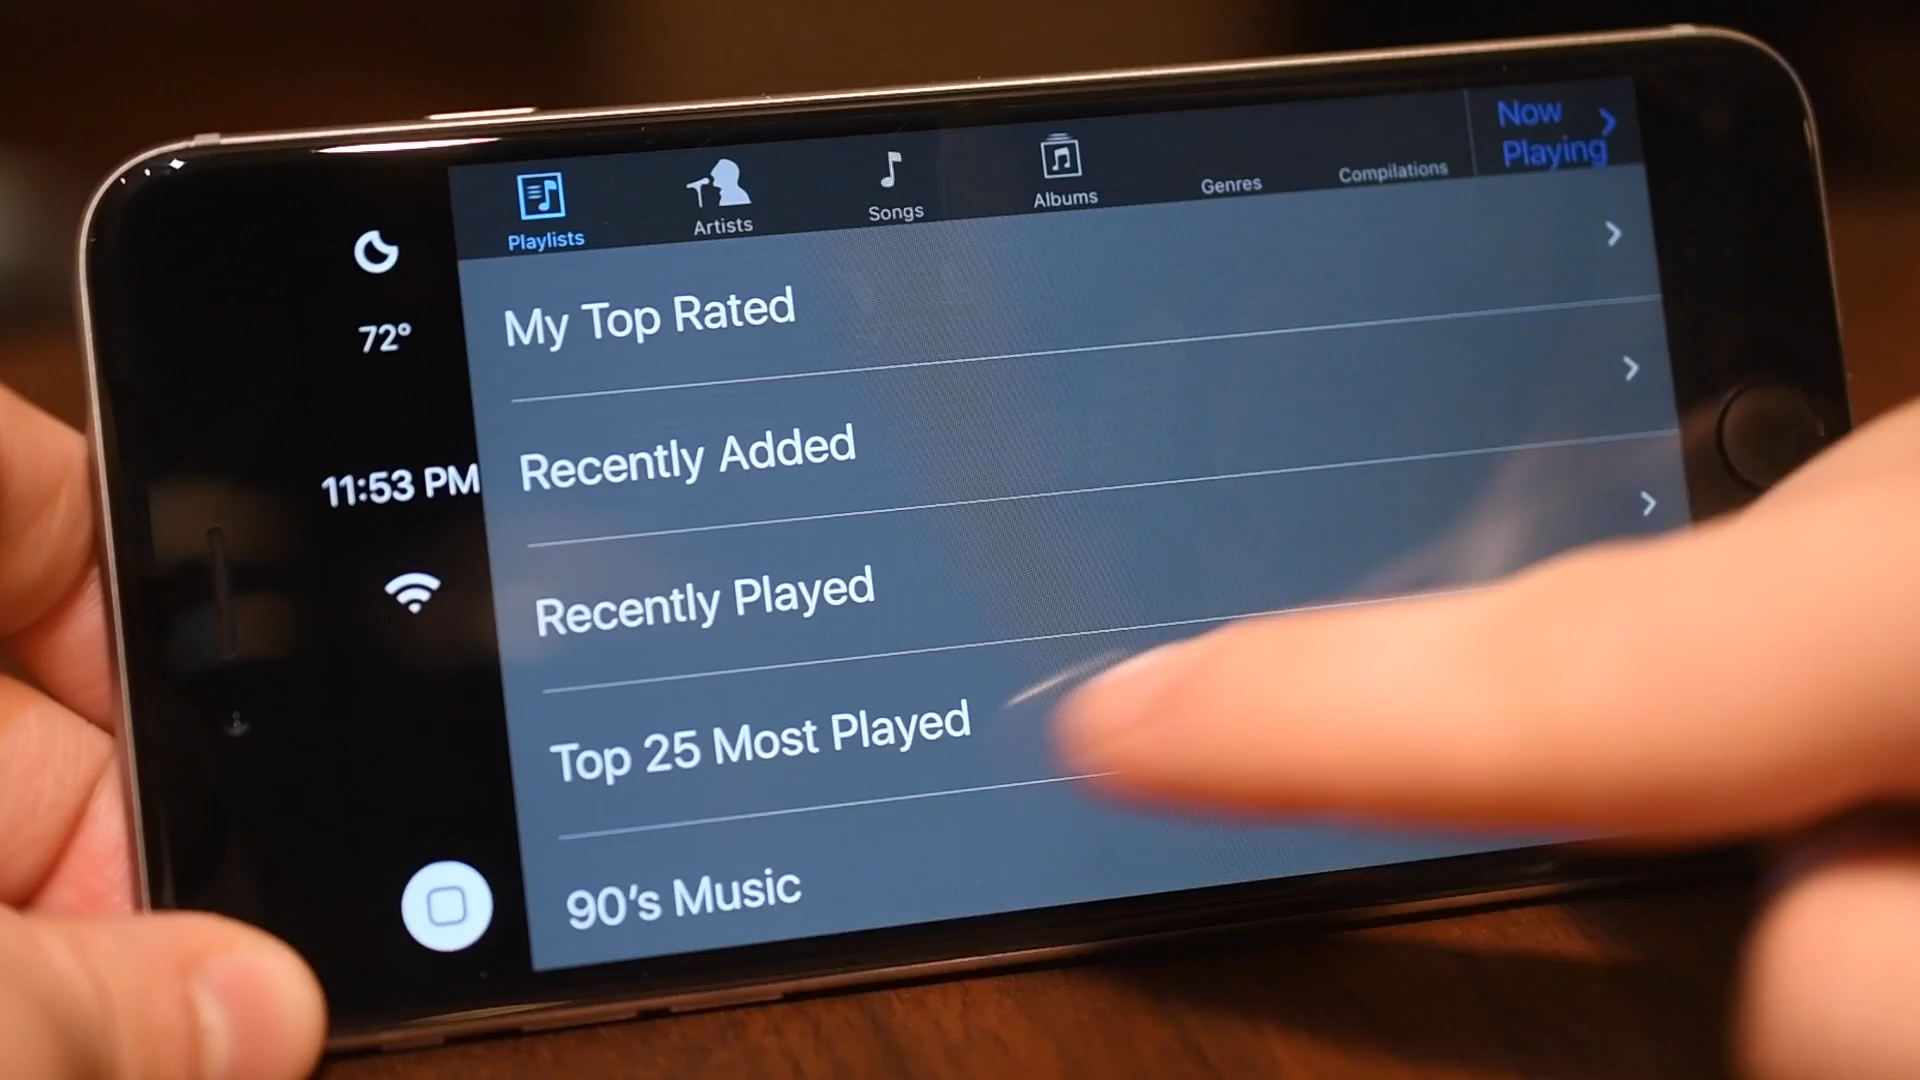 72°
11:53 PM
Playlists
Artists
Songs
Albums
Genres
Compilations
Now
Playing
My Top Rated
Recently Added
Recently Played
Top 25 Most Played
90's Music